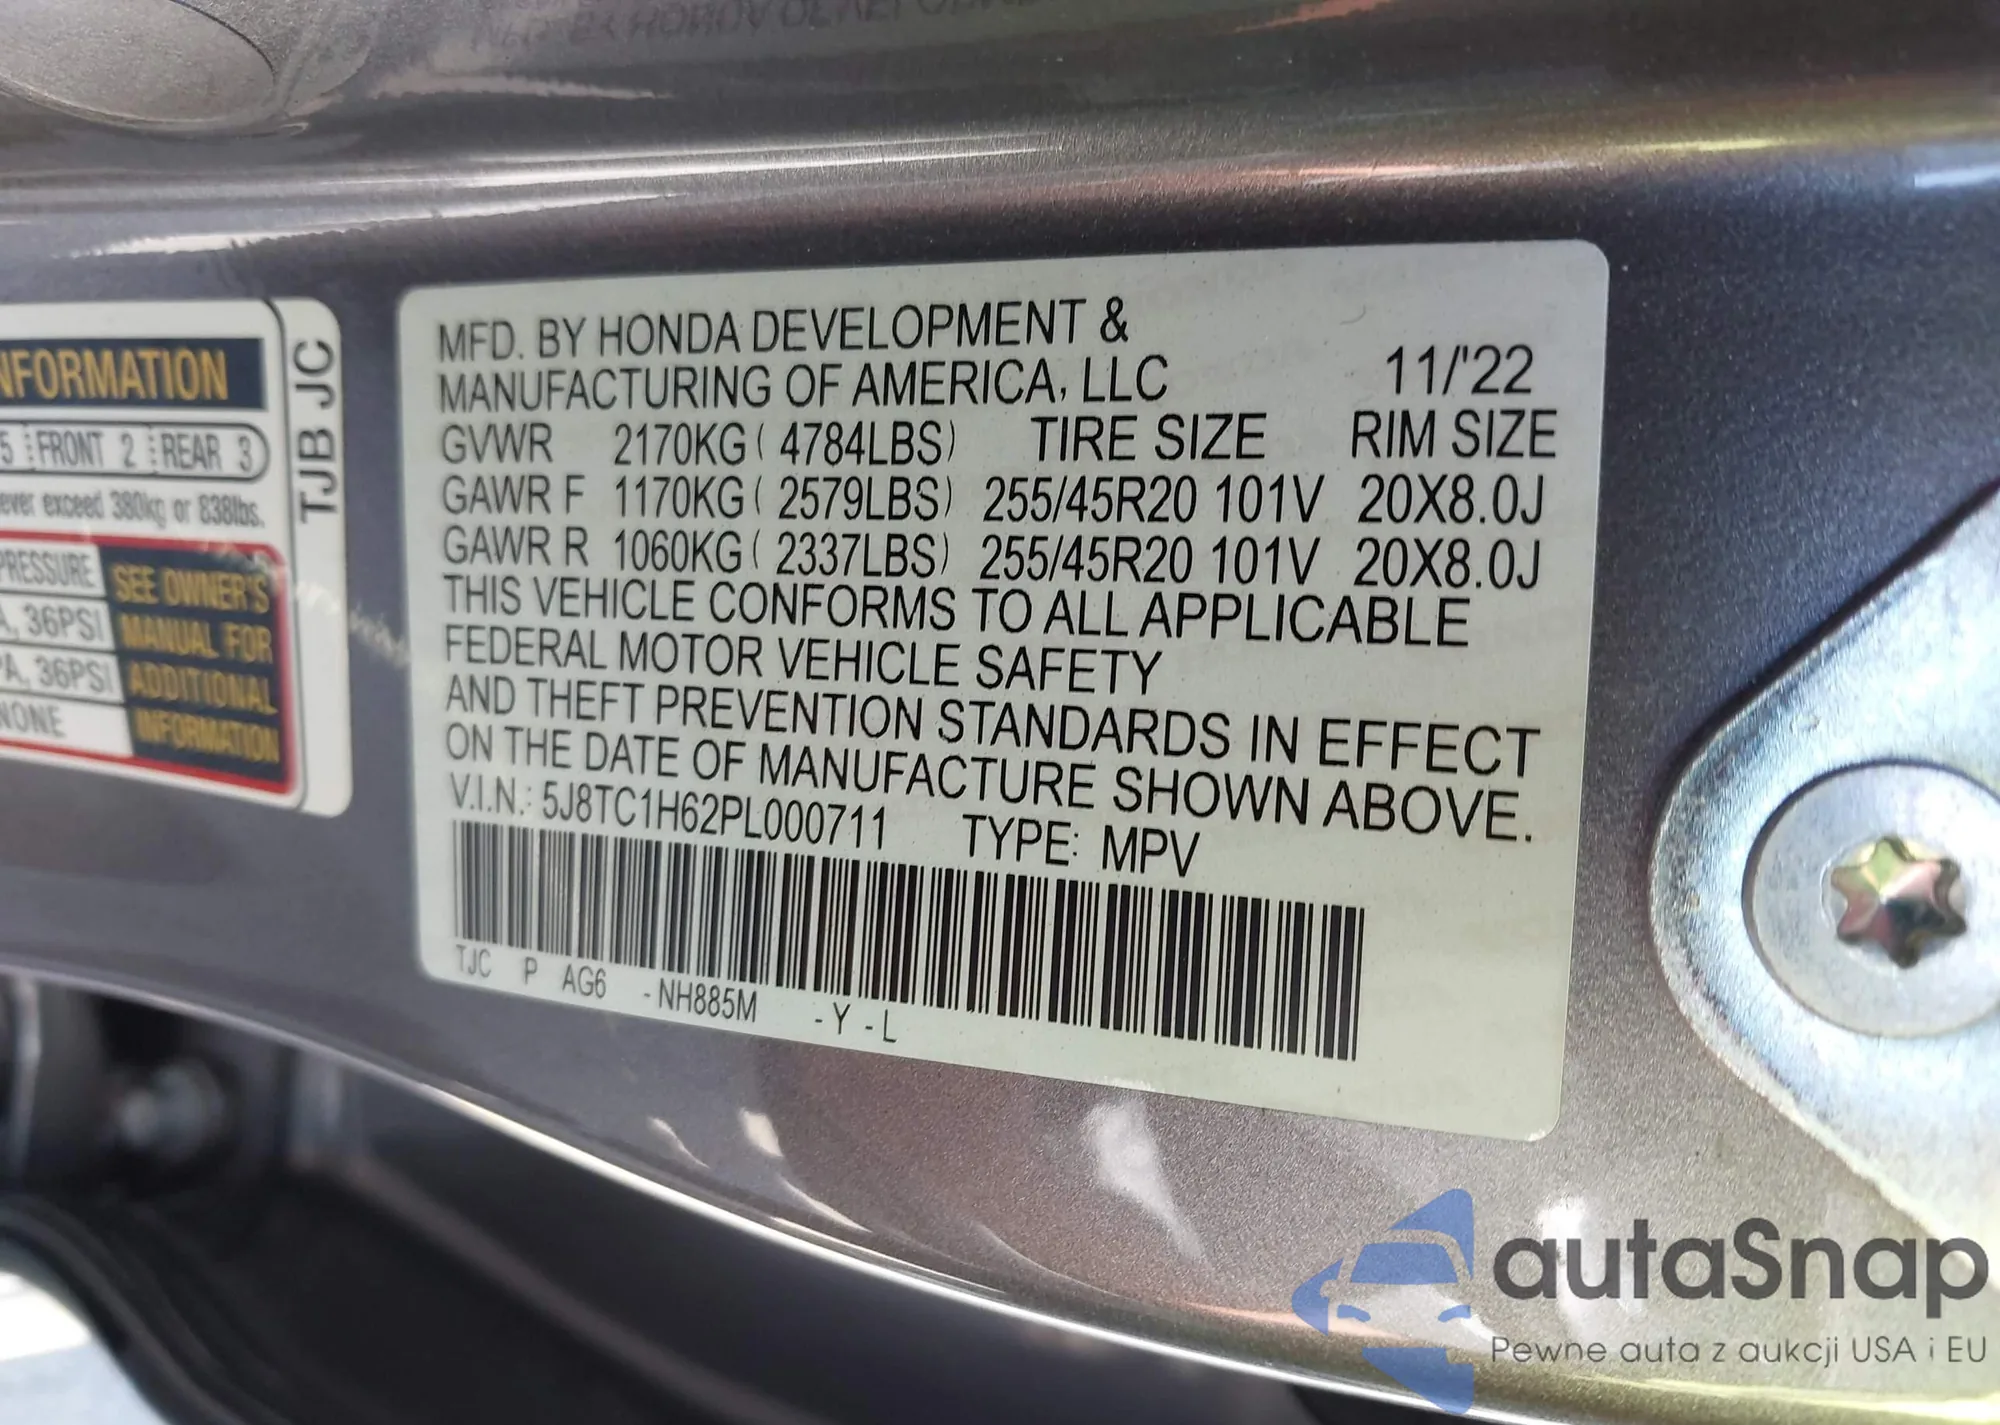 NFORMATION
5 FRONT 2 REAR 3
ever exceed 380kg or 838lbs.
PRESSURE
SEE OWNER'S
MANUAL FOR
ADDITIONAL
INFORMATION
A, 36PSI
PA, 36PSI
NONE
TJB JC
MFD. BY HONDA DEVELOPMENT &
MANUFACTURING OF AMERICA, LLC 11/'22
GVWR 2170KG ( 4784LBS) TIRE SIZE RIM SIZE
GAWR F 1170KG ( 2579LBS) 255/45R20 101V 20X8.0J
GAWR R 1060KG ( 2337LBS) 255/45R20 101V 20X8.0J
THIS VEHICLE CONFORMS TO ALL APPLICABLE
FEDERAL MOTOR VEHICLE SAFETY
AND THEFT PREVENTION STANDARDS IN EFFECT
ON THE DATE OF MANUFACTURE SHOWN ABOVE.
V.I.N.: 5J8TC1H62PL000711 TYPE: MPV
TJC P AG6 -NH885M -Y -L
autaSnap
Pewne auta z aukcji USA i EU